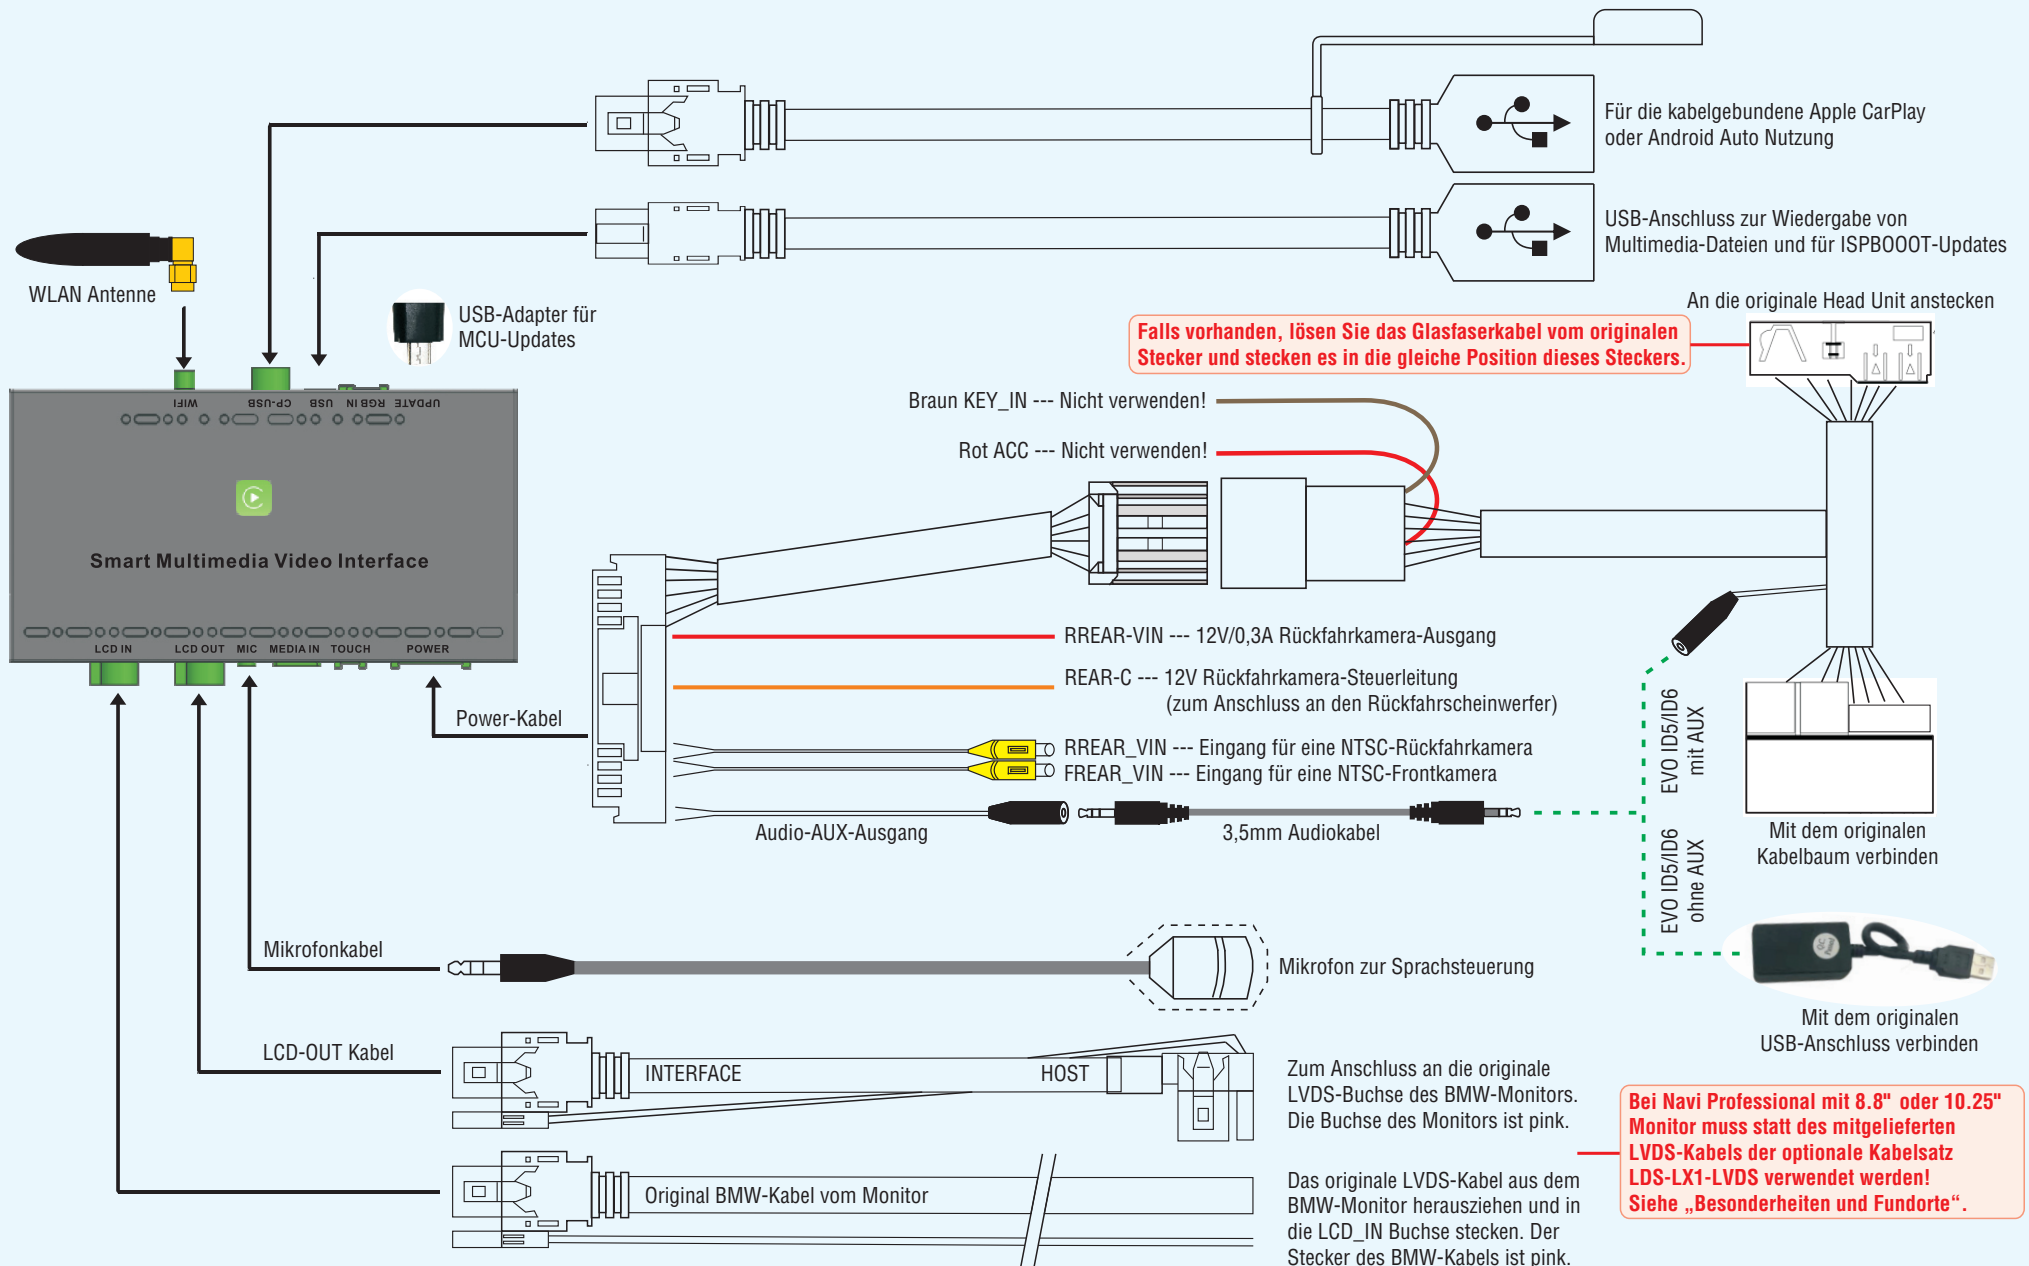 Für die kabelgebundene Apple CarPlay
oder Android Auto Nutzung
USB-Anschluss zur Wiedergabe von
Multimedia-Dateien und für ISPBOOOT-Updates
WLAN Antenne
USB-Adapter für
MCU-Updates
An die originale Head Unit anstecken
Falls vorhanden, lösen Sie das Glasfaserkabel vom originalen
Stecker und stecken es in die gleiche Position dieses Steckers.
WIFI
CP-USB
USB
RGB IN
UPDATE
Braun KEY_IN --- Nicht verwenden!
Rot ACC --- Nicht verwenden!
Smart Multimedia Video Interface
LCD IN
LCD OUT
MIC
MEDIA IN
TOUCH
POWER
Power-Kabel
RREAR-VIN --- 12V/0,3A Rückfahrkamera-Ausgang
REAR-C --- 12V Rückfahrkamera-Steuerleitung
(zum Anschluss an den Rückfahrscheinwerfer)
RREAR_VIN --- Eingang für eine NTSC-Rückfahrkamera
FREAR_VIN --- Eingang für eine NTSC-Frontkamera
Audio-AUX-Ausgang
3,5mm Audiokabel
EVO ID5/ID6
mit AUX
EVO ID5/ID6
ohne AUX
Mit dem originalen
Kabelbaum verbinden
Mikrofonkabel
Mikrofon zur Sprachsteuerung
Mit dem originalen
USB-Anschluss verbinden
LCD-OUT Kabel
INTERFACE
HOST
Zum Anschluss an die originale
LVDS-Buchse des BMW-Monitors.
Die Buchse des Monitors ist pink.
Bei Navi Professional mit 8.8" oder 10.25"
Monitor muss statt des mitgelieferten
LVDS-Kabels der optionale Kabelsatz
LDS-LX1-LVDS verwendet werden!
Siehe „Besonderheiten und Fundorte“.
Original BMW-Kabel vom Monitor
Das originale LVDS-Kabel aus dem
BMW-Monitor herausziehen und in
die LCD_IN Buchse stecken. Der
Stecker des BMW-Kabels ist pink.